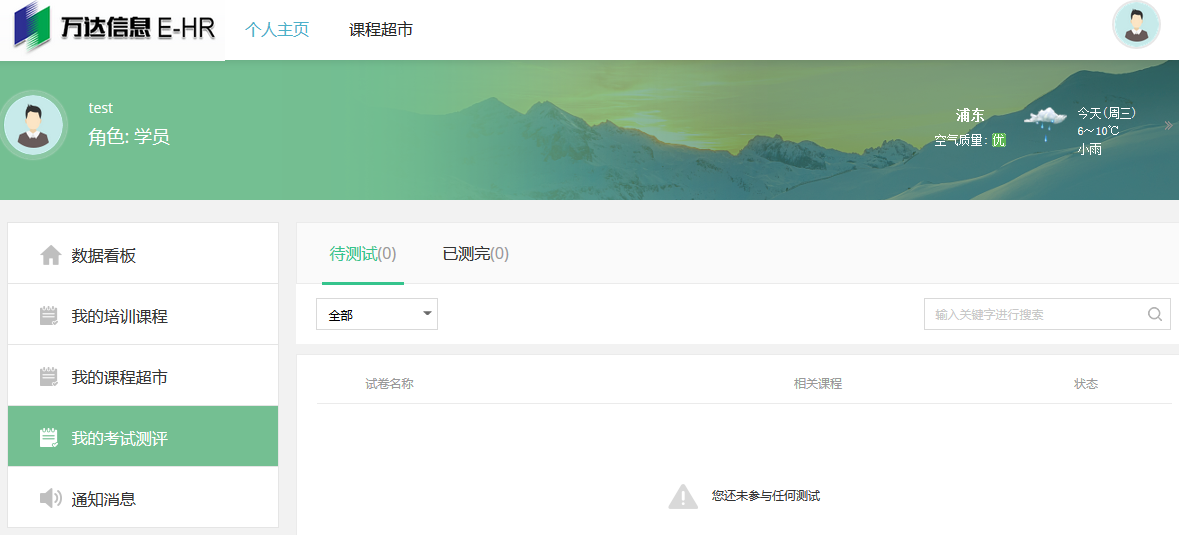 万达信息 E-HR
个人主页
课程超市
test
角色: 学员
浦东
空气质量: 优
今天(周三)
6～10℃
小雨
数据看板
我的培训课程
我的课程超市
我的考试测评
通知消息
待测试(0)
已测完(0)
全部
输入关键字进行搜索
试卷名称
相关课程
状态
您还未参与任何测试